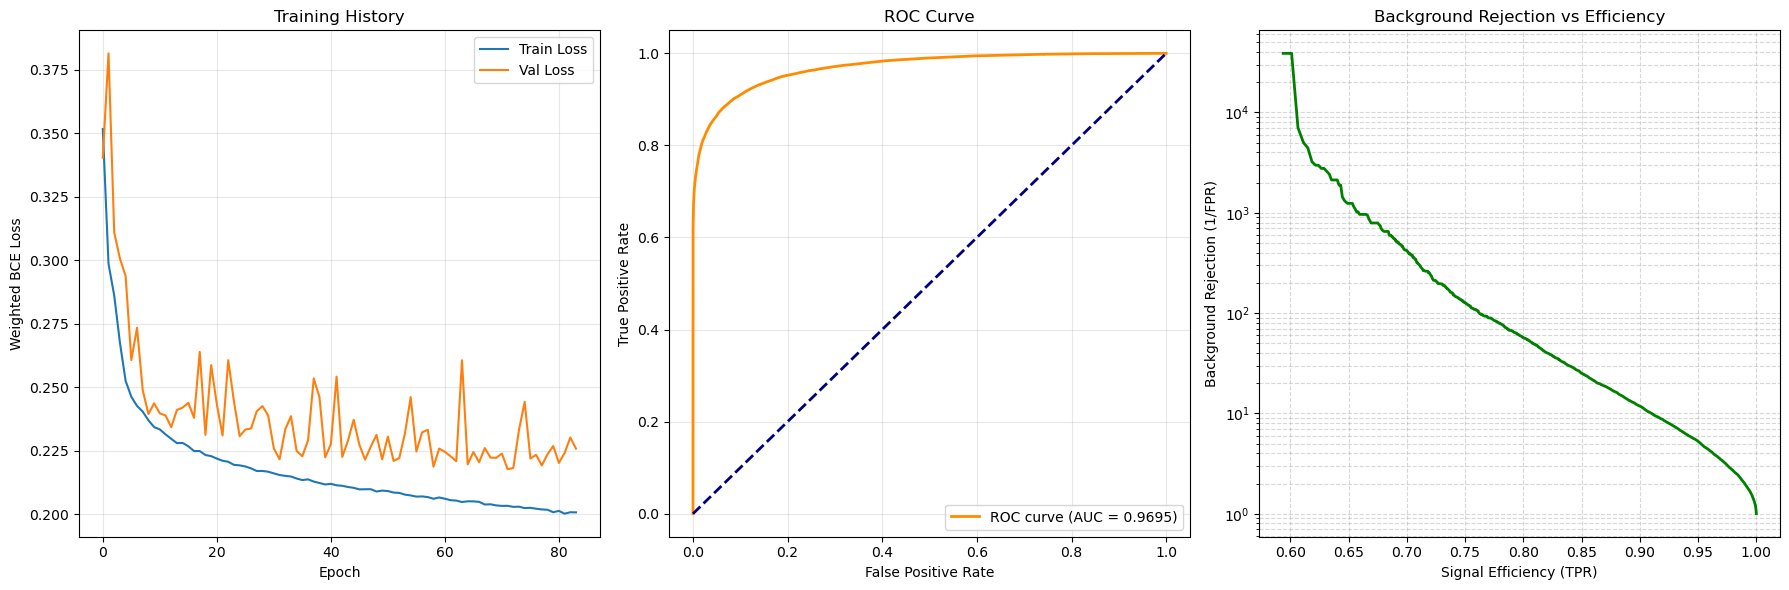 Training History
Weighted BCE Loss
0.375
0.350
0.325
0.300
0.275
0.250
0.225
0.200
Train Loss
Val Loss
0 20 40 60 80
Epoch
ROC Curve
True Positive Rate
1.0
0.8
0.6
0.4
0.2
0.0
ROC curve (AUC = 0.9695)
0.0 0.2 0.4 0.6 0.8 1.0
False Positive Rate
Background Rejection vs Efficiency
Background Rejection (1/FPR)
10⁴
10³
10²
10¹
10⁰
0.60 0.65 0.70 0.75 0.80 0.85 0.90 0.95 1.00
Signal Efficiency (TPR)